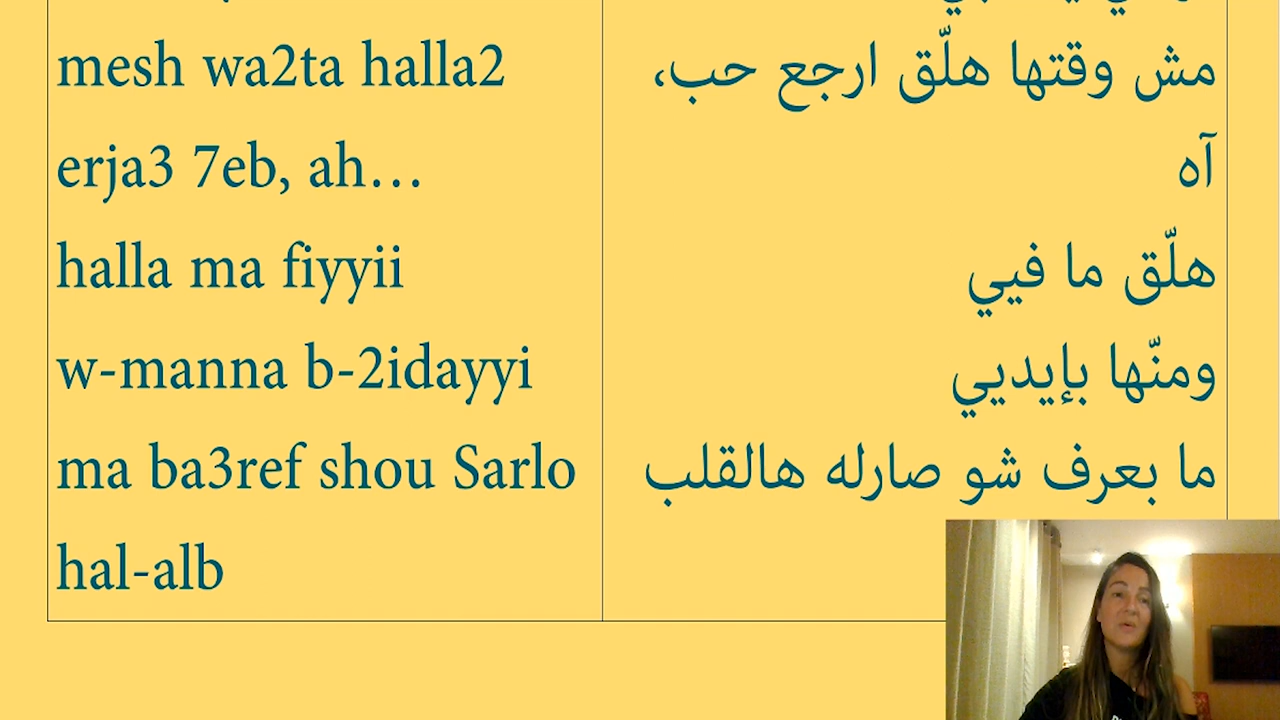 mesh wa2ta halla2
erja3 7eb, ah…
halla ma fiyyii
w-manna b-2idayyi
ma ba3ref shou Sarlo
hal-alb
مش وقتها هلّق ارجع حب،
آه
هلّق ما فيي
ومنّها بإيديي
ما بعرف شو صارله هالقلب